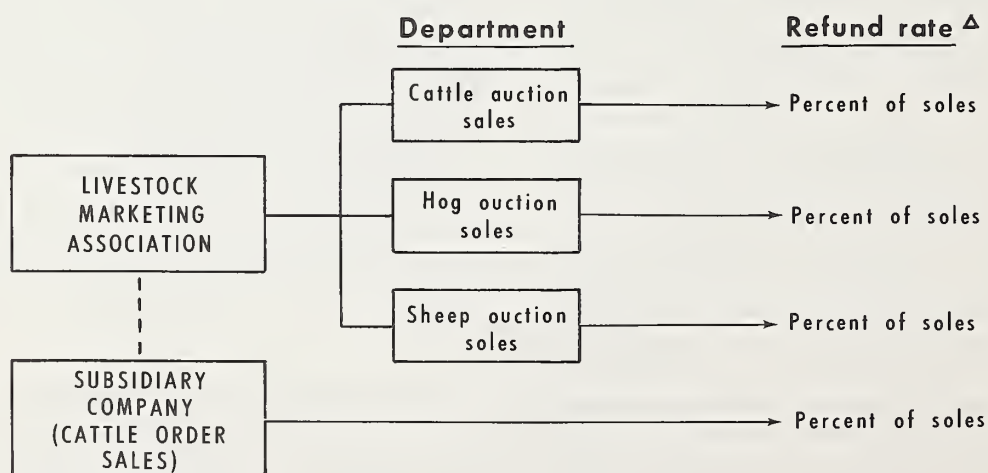 Department
Refund rate Δ
Cattle auction
sales
Percent of soles
LIVESTOCK
MARKETING
ASSOCIATION
Hog ouction
soles
Percent of soles
Sheep ouction
soles
Percent of soles
SUBSIDIARY
COMPANY
(CATTLE ORDER
SALES)
Percent of soles